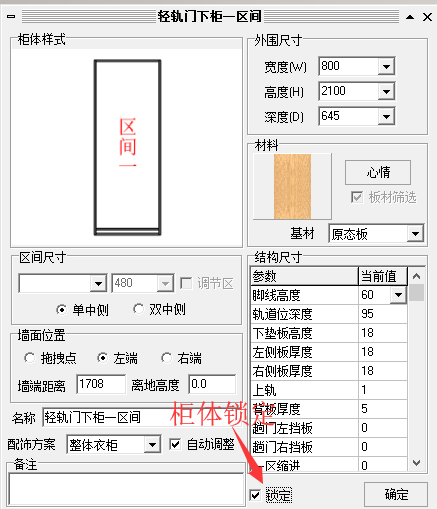 轻轨门下柜一区间
柜体样式
区间一
外围尺寸
宽度(W) 800
高度(H) 2100
深度(D) 645
材料
心情
板材筛选
基材 原态板
区间尺寸
480 调节区
单中侧 双中侧
墙面位置
拖拽点 左端 右端
墙端距离 1708 离地高度 0.0
名称 轻轨门下柜一区间
配饰方案 整体衣柜 自动调整
备注
结构尺寸
参数 当前值
脚线高度 60
轨道位深度 95
下垫板高度 18
左侧板厚度 18
右侧板厚度 18
上轨 1
背板厚度 5
趟门左挡板 0
趟门右挡板 0
一区缩进 0
柜体锁定
锁定
确定